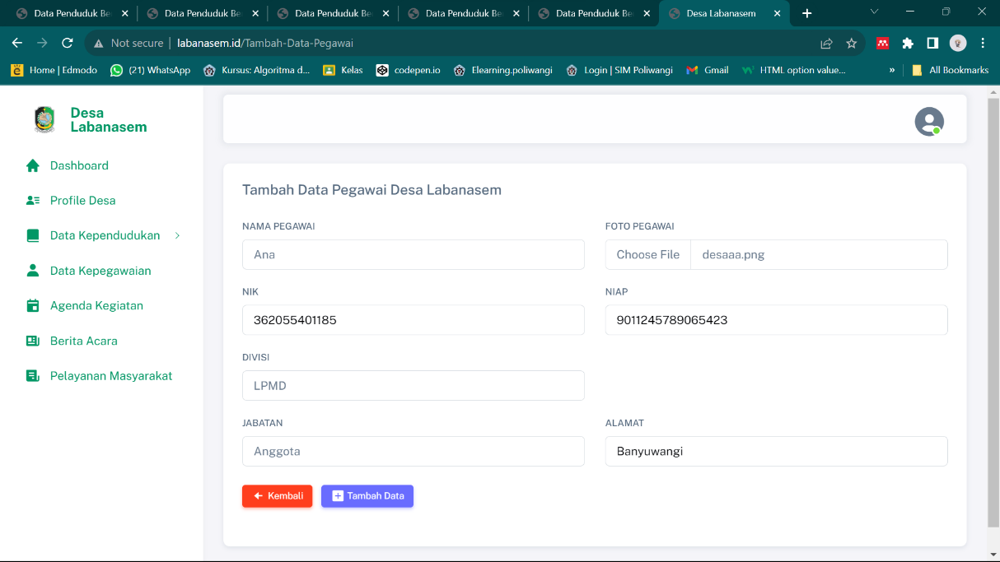 Data Penduduk Be
Data Penduduk Be
Data Penduduk Be
Data Penduduk Be
Data Penduduk Be
Desa Labanasem
Not secure | labanasem.id/Tambah-Data-Pegawai
Home | Edmodo
(21) WhatsApp
Kursus: Algoritma d...
Kelas
codepen.io
Elearning.poliwangi
Login | SIM Poliwangi
Gmail
HTML option value...
»
All Bookmarks
Desa
Labanasem
Dashboard
Profile Desa
Data Kependudukan
Data Kepegawaian
Agenda Kegiatan
Berita Acara
Pelayanan Masyarakat
Tambah Data Pegawai Desa Labanasem
NAMA PEGAWAI
Ana
FOTO PEGAWAI
Choose File desaaa.png
NIK
362055401185
NIAP
9011245789065423
DIVISI
LPMD
JABATAN
Anggota
ALAMAT
Banyuwangi
Kembali
Tambah Data